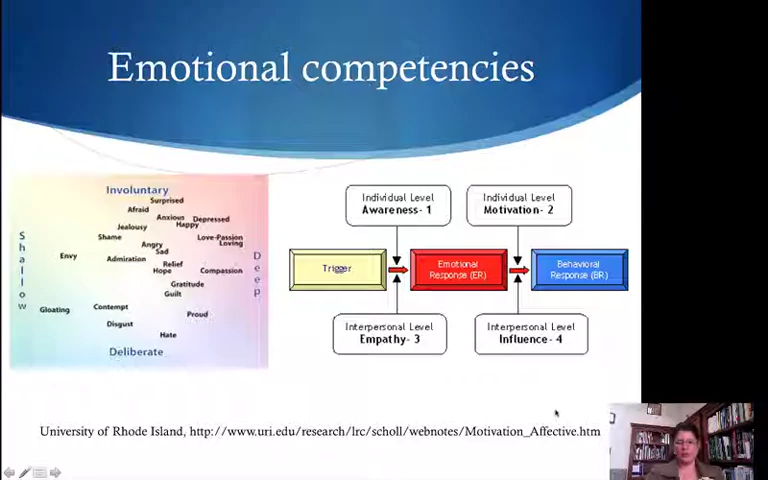 Emotional competencies
Involuntary
Surprised
Afraid
Anxious
Depressed
Jealousy
Happy
Shame
Love-Passion
Angry
Loving
Sad
Envy
Admiration
Relief
Hope
Compassion
Gratitude
Guilt
Gloating
Contempt
Proud
Disgust
Hate
Deliberate
Shallow
Deep
Individual Level
Awareness- 1
Individual Level
Motivation- 2
Trigger
Emotional
Response (ER)
Behavioral
Response (BR)
Interpersonal Level
Empathy- 3
Interpersonal Level
Influence- 4
University of Rhode Island, http://www.uri.edu/research/lrc/scholl/webnotes/Motivation_Affective.htm